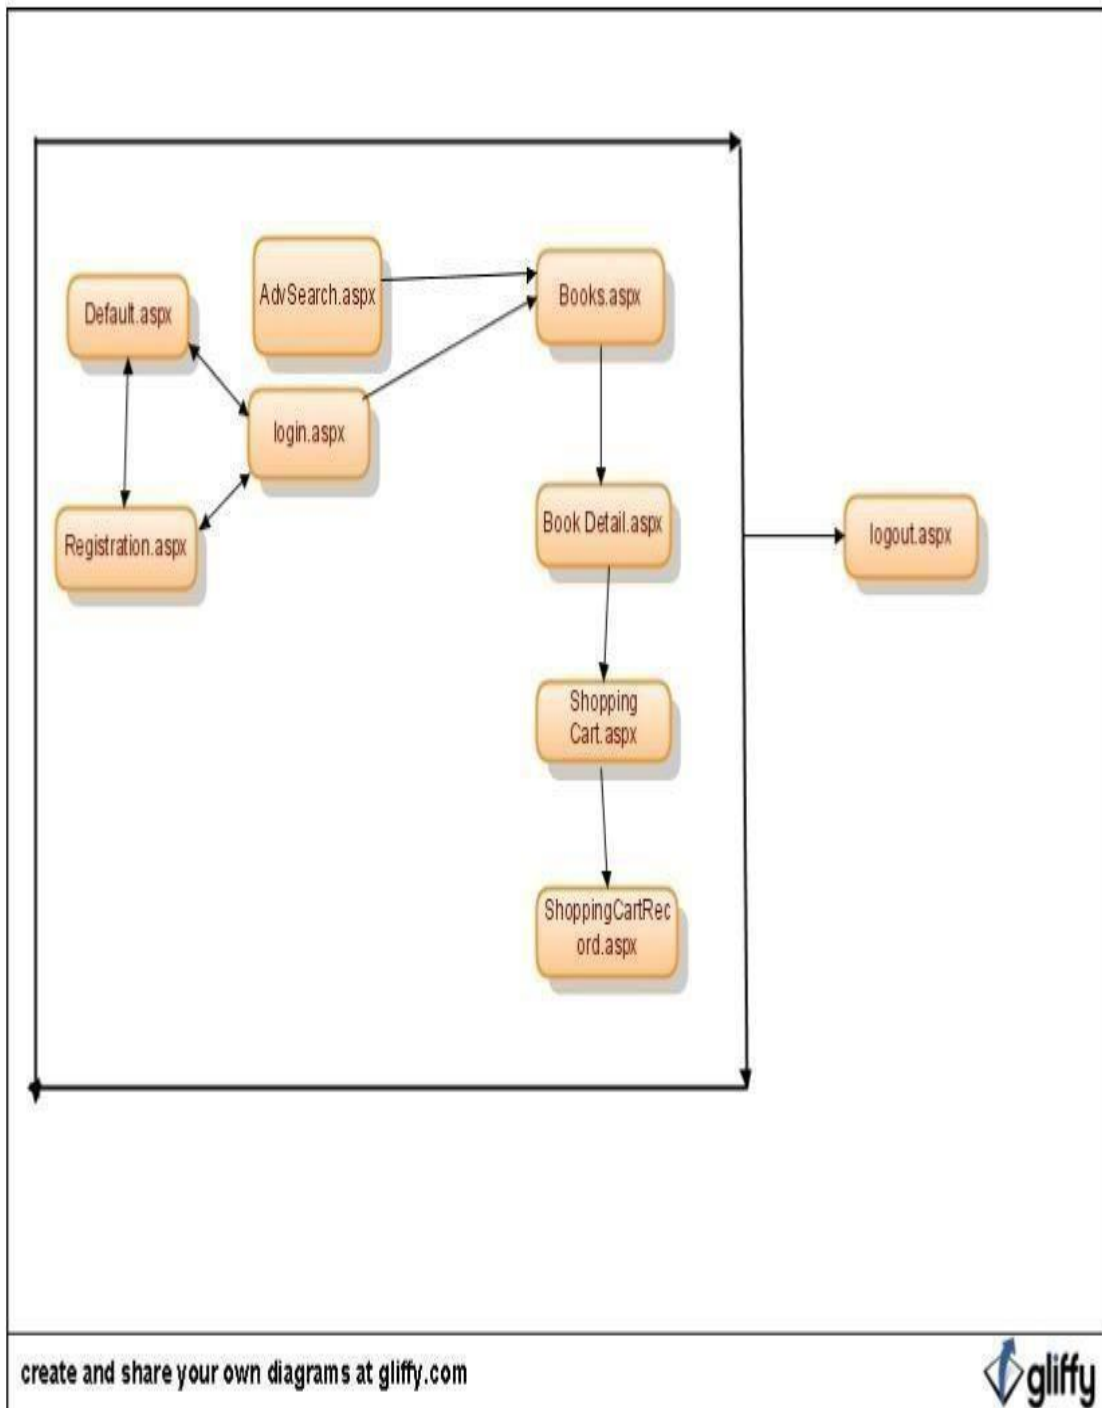 AdvSearch.aspx
Books.aspx
Default.aspx
login.aspx
Book Detail.aspx
logout.aspx
Registration.aspx
Shopping
Cart.aspx
ShoppingCartRec
ord.aspx
create and share your own diagrams at gliffy.com
gliffy